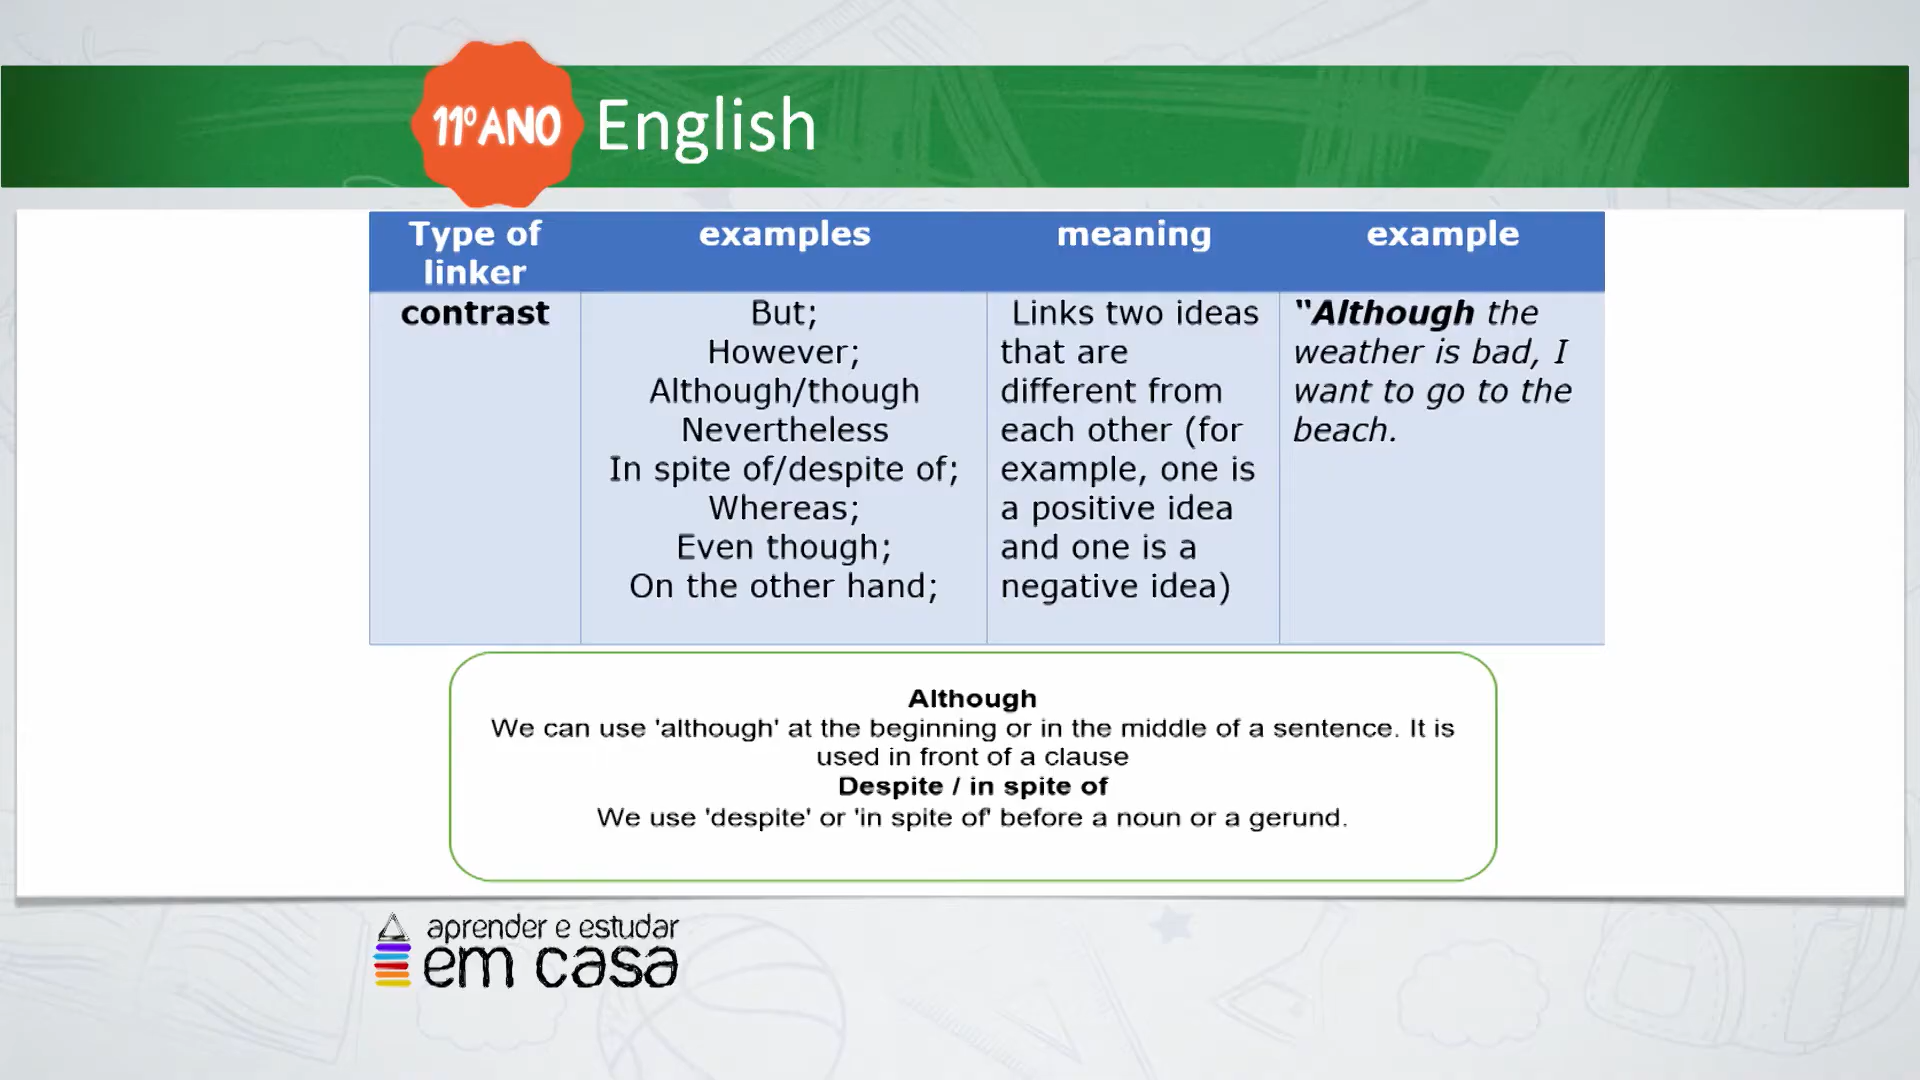 11º ANO English
Type of linker
examples
meaning
example
contrast
But;
However;
Although/though
Nevertheless
In spite of/despite of;
Whereas;
Even though;
On the other hand;
Links two ideas
that are
different from
each other (for
example, one is
a positive idea
and one is a
negative idea)
"Although the
weather is bad, I
want to go to the
beach.
Although
We can use 'although' at the beginning or in the middle of a sentence. It is
used in front of a clause
Despite / in spite of
We use 'despite' or 'in spite of' before a noun or a gerund.
aprender e estudar
em casa